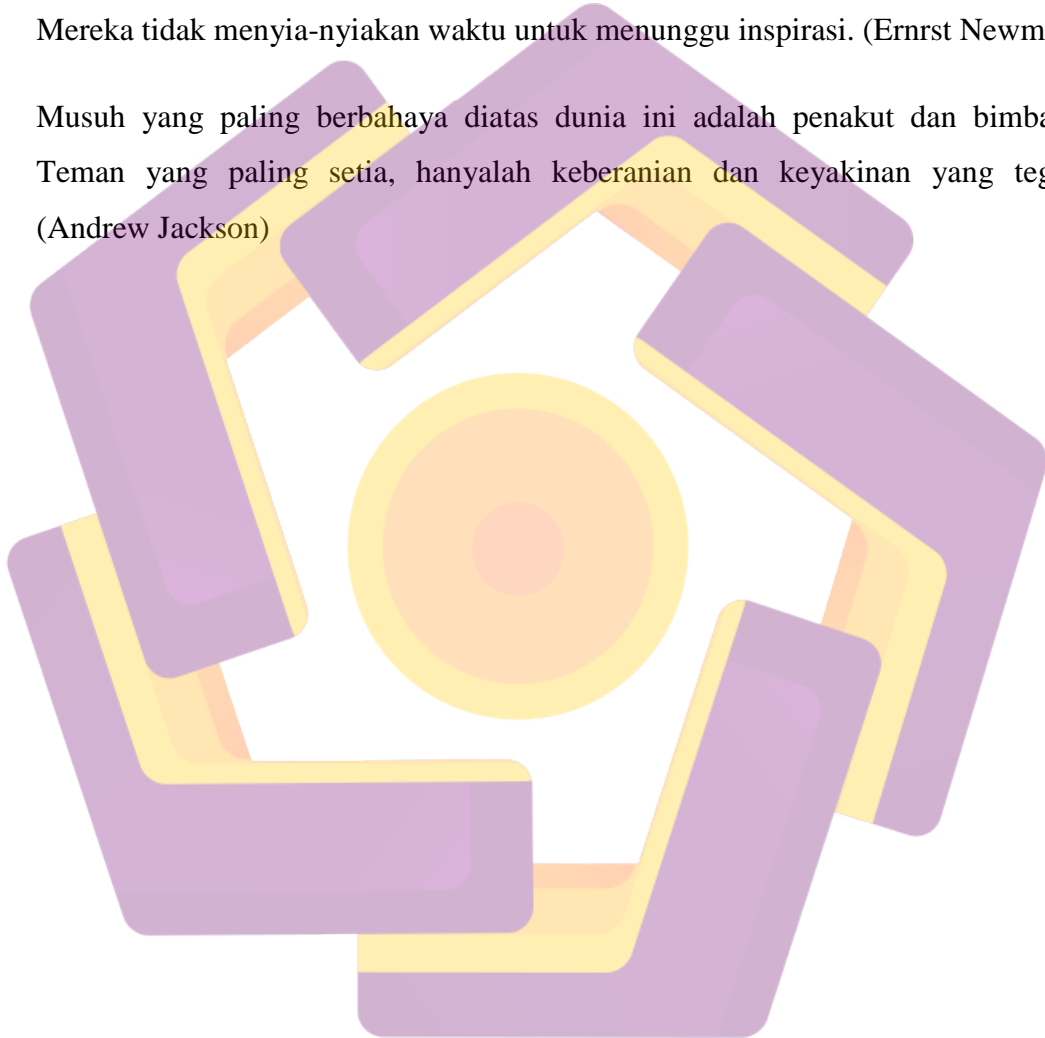 Mereka tidak menyia-nyiakan waktu untuk menunggu inspirasi. (Ernrst Newm
Musuh yang paling berbahaya diatas dunia ini adalah penakut dan bimba
Teman yang paling setia, hanyalah keberanian dan keyakinan yang teg
(Andrew Jackson)